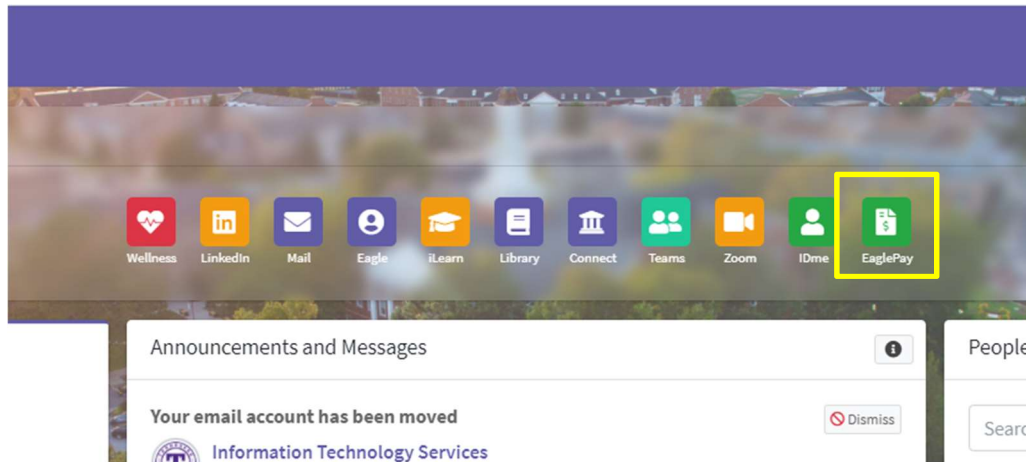 Wellness LinkedIn Mail Eagle iLearn Library Connect Teams Zoom IDme EaglePay
Announcements and Messages
People
Your email account has been moved
Dismiss
Information Technology Services